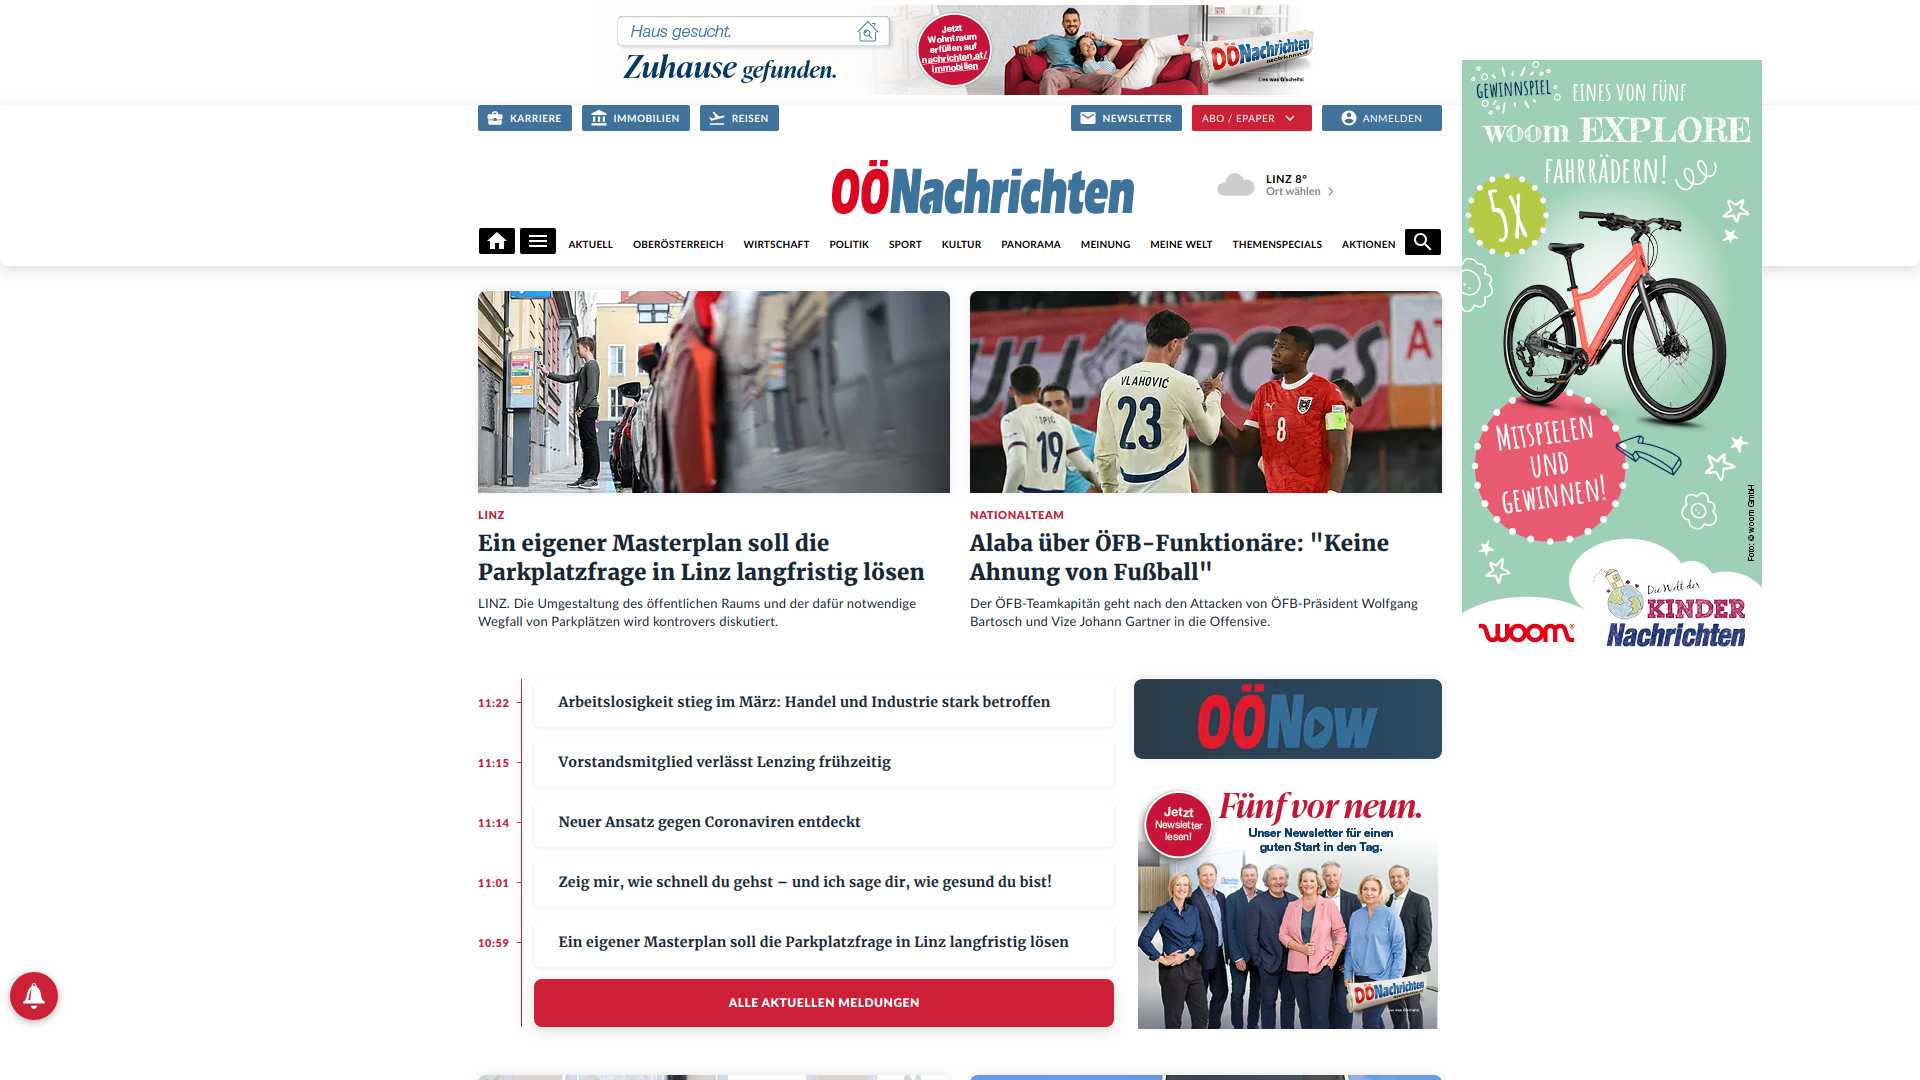 Haus gesucht.
Zuhause gefunden.
Jetzt
Wohntraum
erfüllen auf
nachrichten.at/
immobilien
OÖNachrichten
Lies was G'scheits!
KARRIERE
IMMOBILIEN
REISEN
NEWSLETTER
ABO / EPAPER
ANMELDEN
OÖNachrichten
LINZ 8°
Ort wählen
AKTUELL
OBERÖSTERREICH
WIRTSCHAFT
POLITIK
SPORT
KULTUR
PANORAMA
MEINUNG
MEINE WELT
THEMENSPECIALS
AKTIONEN
GEWINNSPIEL
EINES VON FÜNF
woom EXPLORE
FAHRRÄDERN!
5X
MITSPIELEN
UND
GEWINNEN!
Foto: © woom GmbH
woom
Die Welt der
KINDER
Nachrichten
VLAHOVIĆ
23
19
8
LINZ
Ein eigener Masterplan soll die
Parkplatzfrage in Linz langfristig lösen
LINZ. Die Umgestaltung des öffentlichen Raums und der dafür notwendige
Wegfall von Parkplätzen wird kontrovers diskutiert.
NATIONALTEAM
Alaba über ÖFB-Funktionäre: "Keine
Ahnung von Fußball"
Der ÖFB-Teamkapitän geht nach den Attacken von ÖFB-Präsident Wolfgang
Bartosch und Vize Johann Gartner in die Offensive.
11:22
Arbeitslosigkeit stieg im März: Handel und Industrie stark betroffen
11:15
Vorstandsmitglied verlässt Lenzing frühzeitig
11:14
Neuer Ansatz gegen Coronaviren entdeckt
11:01
Zeig mir, wie schnell du gehst – und ich sage dir, wie gesund du bist!
10:59
Ein eigener Masterplan soll die Parkplatzfrage in Linz langfristig lösen
ALLE AKTUELLEN MELDUNGEN
OÖNow
Jetzt
Newsletter
lesen!
Fünf vor neun.
Unser Newsletter für einen
guten Start in den Tag.
OÖNachrichten